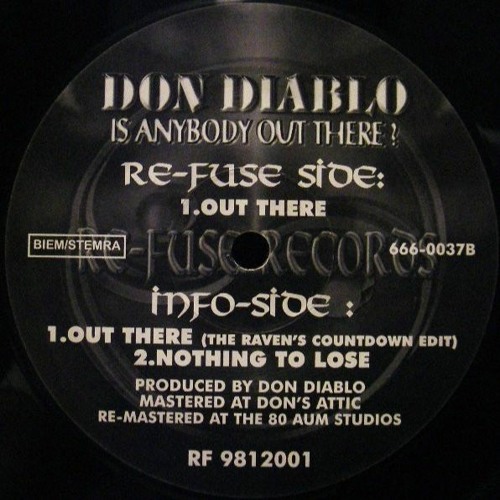 DON DIABLO
IS ANYBODY OUT THERE?
RE-FUSE SIDE:
1.OUT THERE
BIEM/STEMRA
666-0037B
RE-FUSE RECORDS
INFO-SIDE :
1.OUT THERE (THE RAVEN'S COUNTDOWN EDIT)
2.NOTHING TO LOSE
PRODUCED BY DON DIABLO
MASTERED AT DON'S ATTIC
RE-MASTERED AT THE 80 AUM STUDIOS
RF 9812001